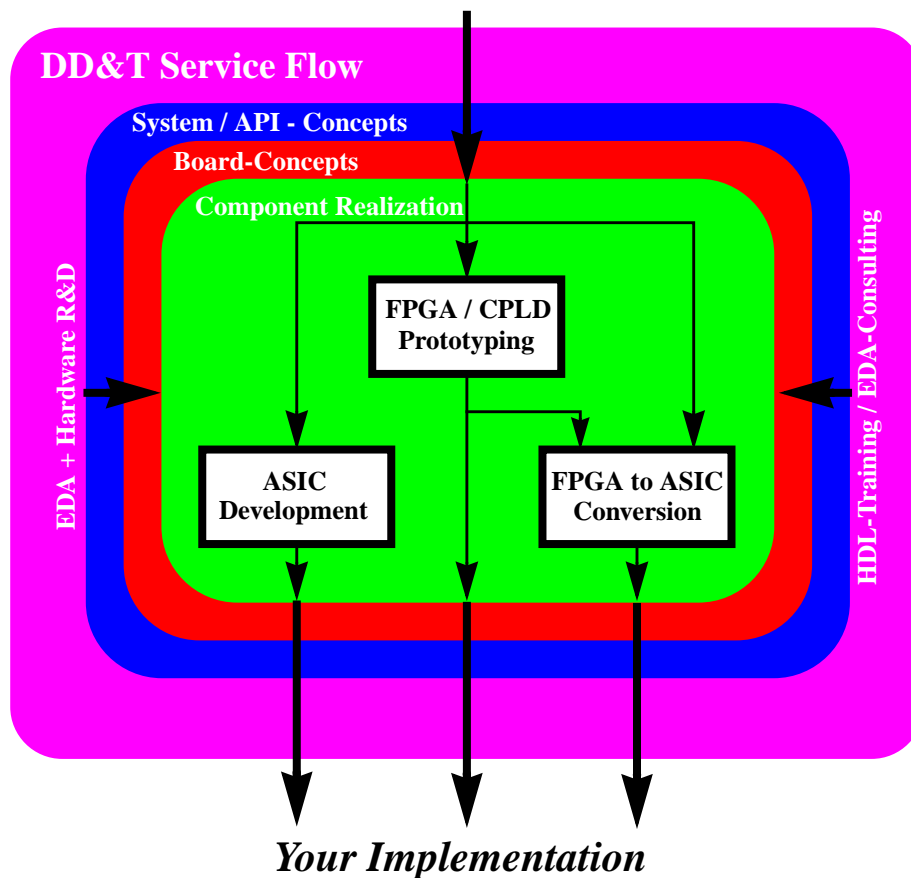 DD&T Service Flow
System / API - Concepts
Board-Concepts
Component Realization
EDA + Hardware R&D
HDL-Training / EDA-Consulting
FPGA / CPLD
Prototyping
ASIC
Development
FPGA to ASIC
Conversion
Your Implementation